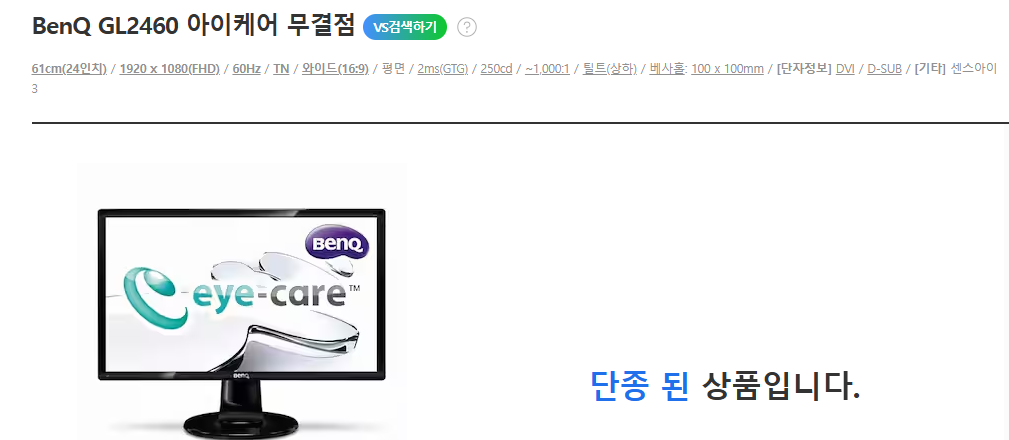 BenQ GL2460 아이케어 무결점 VS검색하기 ?
61cm(24인치) / 1920 x 1080(FHD) / 60Hz / TN / 와이드(16:9) / 평면 / 2ms(GTG) / 250cd / ~1,000:1 / 틸트(상하) / 베사홀: 100 x 100mm / [단자정보] DVI / D-SUB / [기타] 센스아이
3
BenQ
eye-care™
BenQ
단종 된 상품입니다.